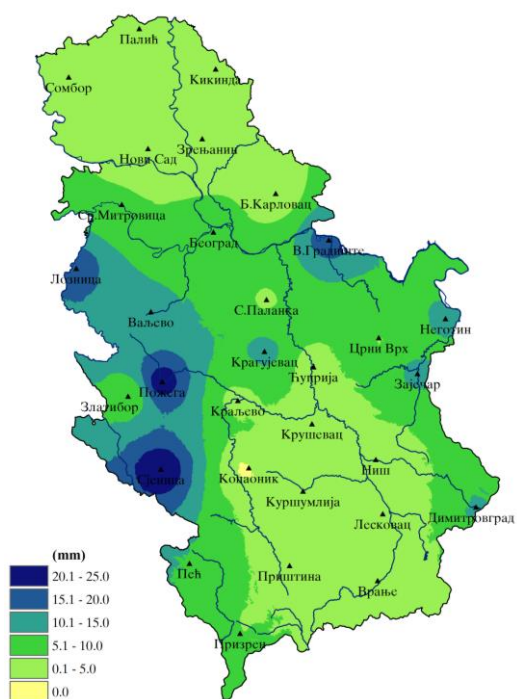 Палић
Кикинда
Сомбор
Зрењанин
Нови Сад
Б.Карловац
Ср.Митровица
Београд
В.Градиште
Лозница
С.Паланка
Ваљево
Неготин
Црни Врх
Крагујевац
Ћуприја
Зајечар
Пожега
Златибор
Краљево
Крушевац
Ниш
Копаоник
Сјеница
Куршумлија
Лесковац
Димитровград
Пећ
Приштина
Врање
Призрен
(mm)
20.1 - 25.0
15.1 - 20.0
10.1 - 15.0
5.1 - 10.0
0.1 - 5.0
0.0